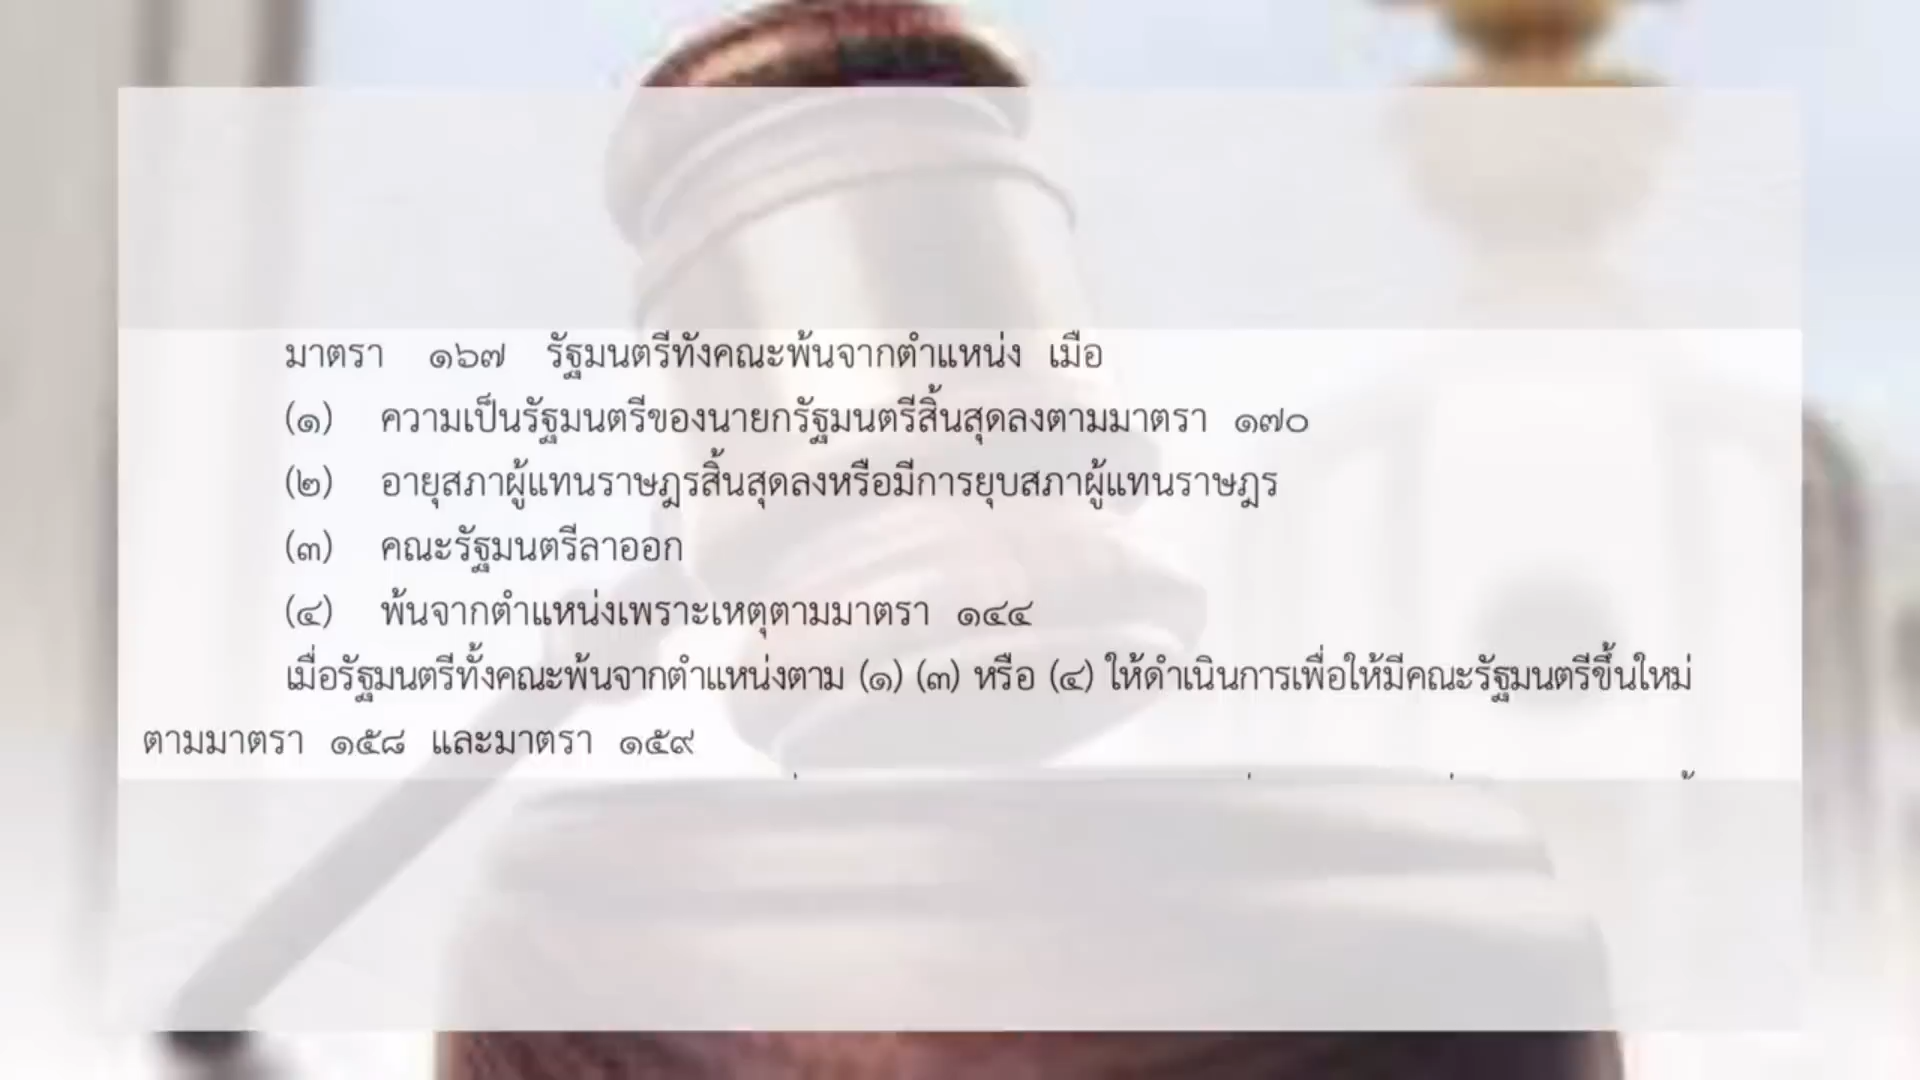 มาตรา ๑๖๗ รัฐมนตรีทั้งคณะพ้นจากตำแหน่ง เมื่อ
(๑) ความเป็นรัฐมนตรีของนายกรัฐมนตรีสิ้นสุดลงตามมาตรา ๑๗๐
(๒) อายุสภาผู้แทนราษฎรสิ้นสุดลงหรือมีการยุบสภาผู้แทนราษฎร
(๓) คณะรัฐมนตรีลาออก
(๔) พ้นจากตำแหน่งเพราะเหตุตามมาตรา ๑๔๔
เมื่อรัฐมนตรีทั้งคณะพ้นจากตำแหน่งตาม (๑) (๓) หรือ (๔) ให้ดำเนินการเพื่อให้มีคณะรัฐมนตรีขึ้นใหม่
ตามมาตรา ๑๕๘ และมาตรา ๑๕๙